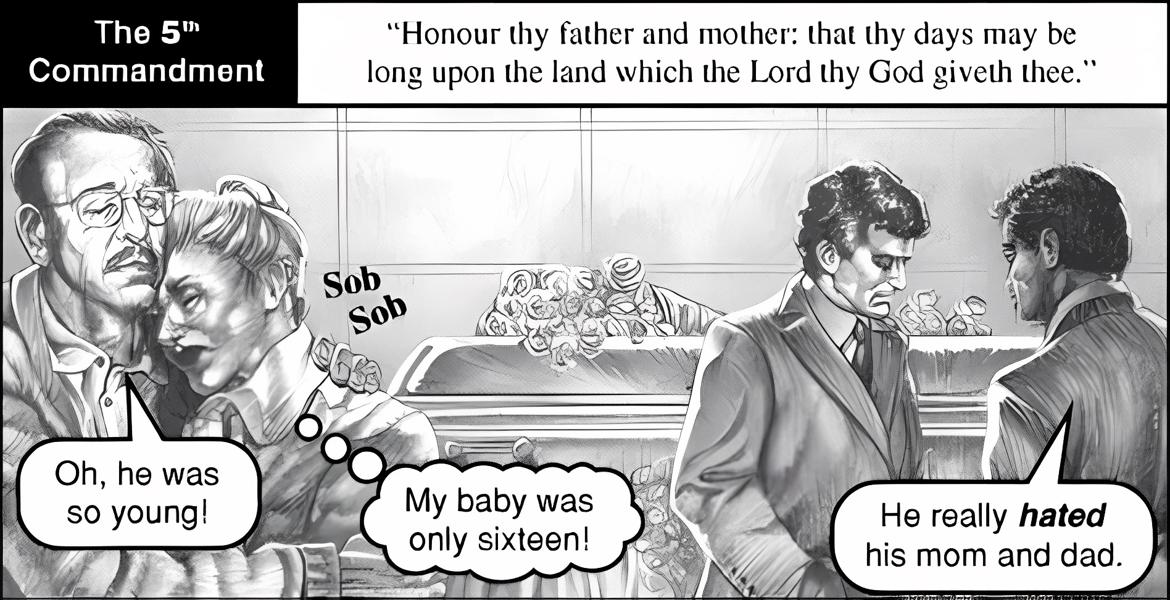 The 5th
Commandment
“Honour thy father and mother: that thy days may be
long upon the land which the Lord thy God giveth thee.”
Sob
Sob
Oh, he was
so young!
My baby was
only sixteen!
He really hated
his mom and dad.